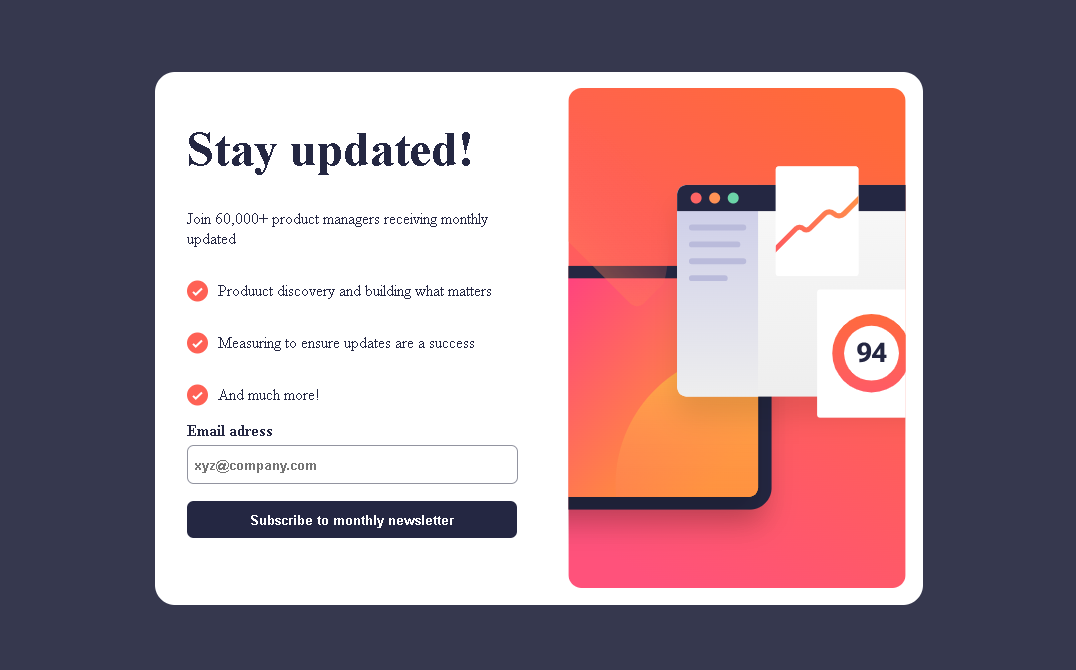 Stay updated!
Join 60,000+ product managers receiving monthly
updated
Produuct discovery and building what matters
Measuring to ensure updates are a success
And much more!
Email adress
xyz@company.com
Subscribe to monthly newsletter
94